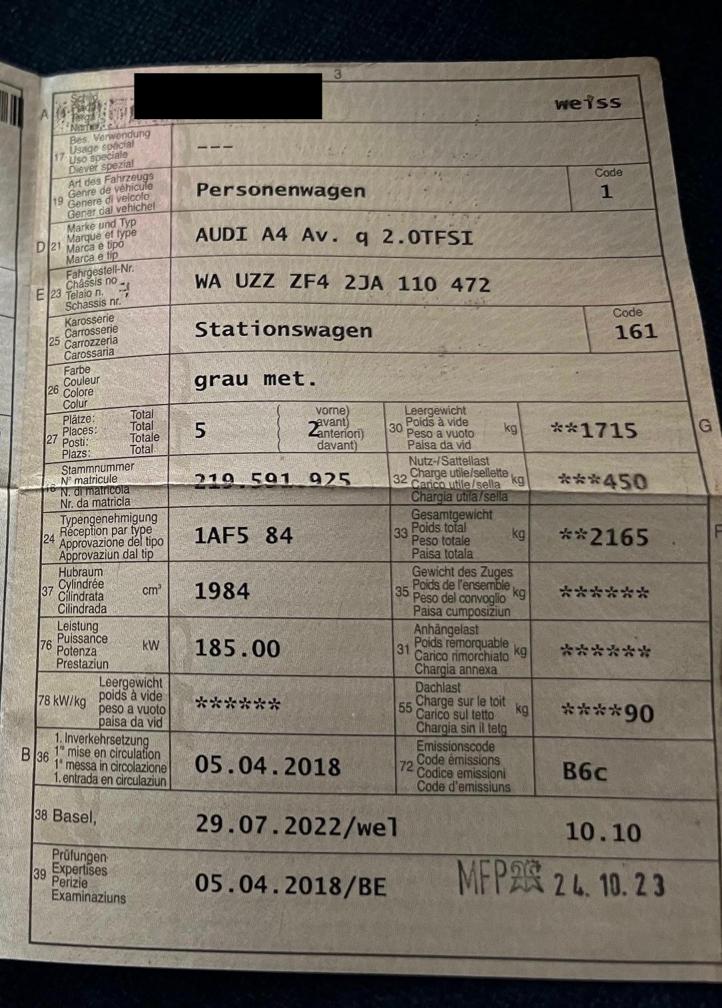 3
A
weiss
17 Bes. Verwendung
Usage spécial
Uso speciale
Diever spezial
---
19 Art des Fahrzeugs
Genre de véhicule
Genere di veicolo
Gener dal vehichel
Personenwagen
Code
1
D 21 Marke und Typ
Marque et type
Marca e tipo
Marca e tip
AUDI A4 Av. q 2.0TFSI
E 23 Fahrgestell-Nr.
Châssis no
Telaio n.
Schassis nr.
WA UZZ ZF4 2JA 110 472
25 Karosserie
Carrosserie
Carrozzeria
Carossaria
Stationswagen
Code
161
26 Farbe
Couleur
Colore
Colur
grau met.
27 Plätze: Total
Places: Total
Posti: Totale
Plazs: Total
5
2
vorne)
avant)
anteriori)
davant)
30 Leergewicht
Poids à vide
Peso a vuoto
Paisa da vid
kg
**1715
G
18 Stammnummer
N° matricule
N. di matricola
Nr. da matricla
219.591.925
32 Nutz-/Sattellast
Charge utile/sellette
Carico utile/sella
Chargia utila/sella
kg
***450
24 Typengenehmigung
Réception par type
Approvazione del tipo
Approvaziun dal tip
1AF5 84
33 Gesamtgewicht
Poids total
Peso totale
Paisa totala
kg
**2165
F
37 Hubraum
Cylindrée
Cilindrata
Cilindrada
cm³
1984
35 Gewicht des Zuges
Poids de l'ensemble
Peso del convoglio
Paisa cumposiziun
kg
******
76 Leistung
Puissance
Potenza
Prestaziun
kW
185.00
31 Anhängelast
Poids remorquable
Carico rimorchiato
Chargia annexa
kg
******
78 kW/kg
Leergewicht
poids à vide
peso a vuoto
paisa da vid
******
55 Dachlast
Charge sur le toit
Carico sul tetto
Chargia sin il tetg
kg
****90
B 36 1. Inverkehrsetzung
1re mise en circulation
1a messa in circolazione
1. entrada en circulaziun
05.04.2018
72 Emissionscode
Code émissions
Codice emissioni
Code d'emissiuns
B6c
38 Basel,
29.07.2022/wel
10.10
39 Prüfungen
Expertises
Perizie
Examinaziuns
05.04.2018/BE
MFP 24. 10. 23